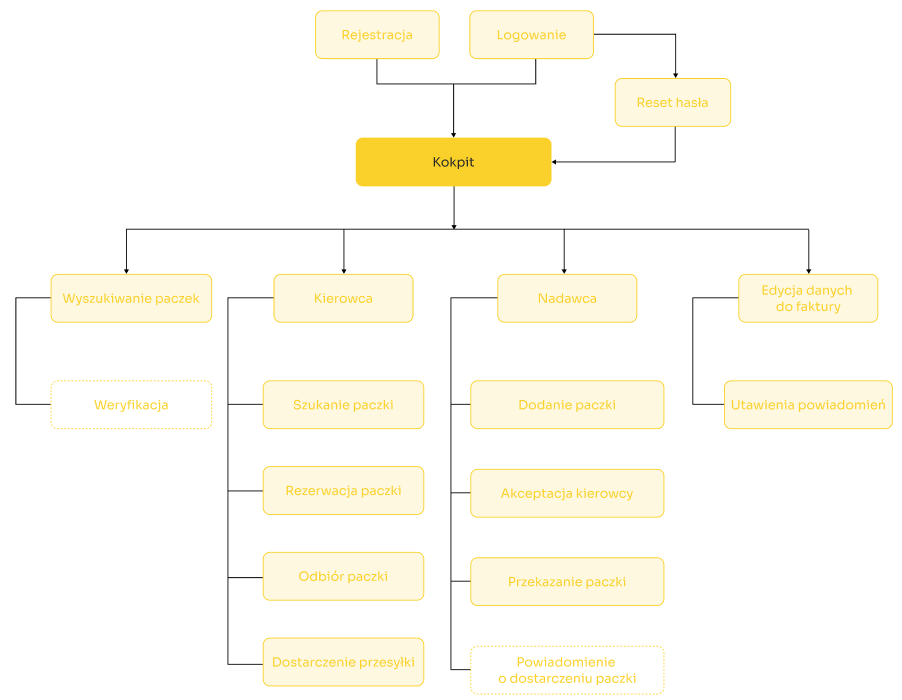 Rejestracja
Logowanie
Reset hasła
Kokpit
Wyszukiwanie paczek
Kierowca
Nadawca
Edycja danych
do faktury
Weryfikacja
Szukanie paczki
Dodanie paczki
Utawienia powiadomień
Rezerwacja paczki
Akceptacja kierowcy
Odbiór paczki
Przekazanie paczki
Dostarczenie przesyłki
Powiadomienie
o dostarczeniu paczki